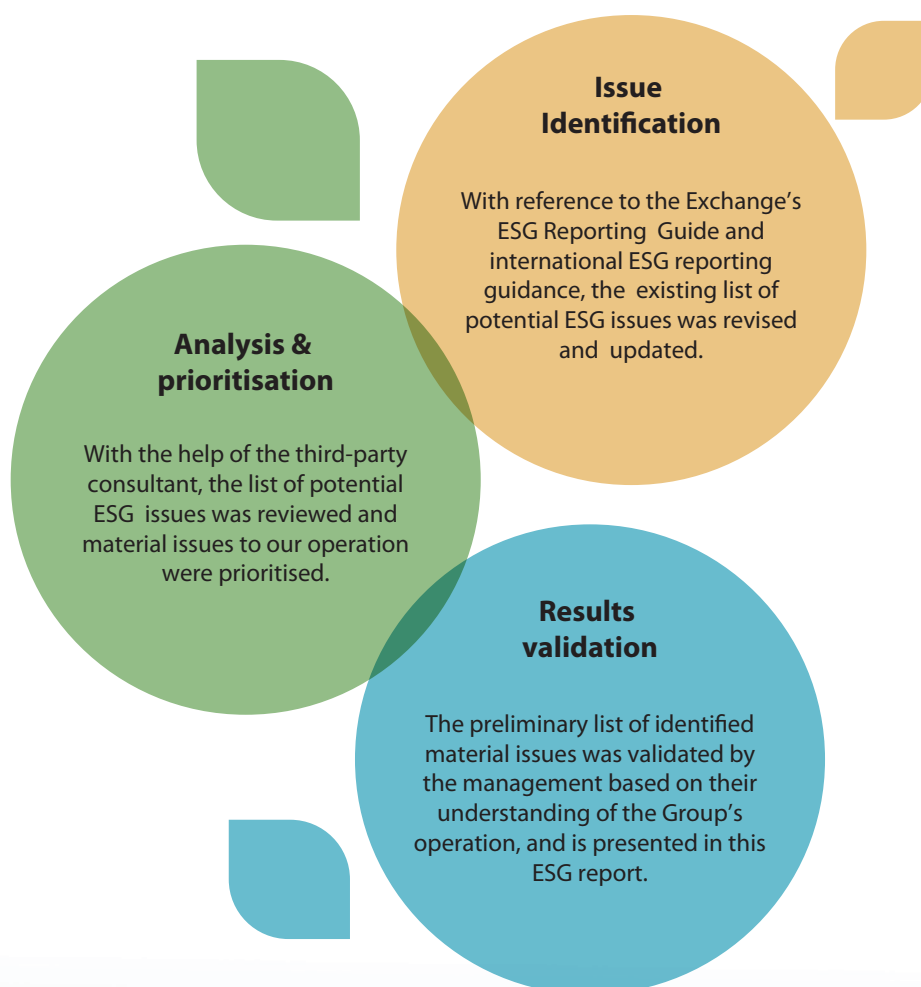 Issue
Identification
With reference to the Exchange's
ESG Reporting Guide and
international ESG reporting
guidance, the existing list of
potential ESG issues was revised
and updated.
Analysis &
prioritisation
With the help of the third-party
consultant, the list of potential
ESG issues was reviewed and
material issues to our operation
were prioritised.
Results
validation
The preliminary list of identified
material issues was validated by
the management based on their
understanding of the Group's
operation, and is presented in this
ESG report.